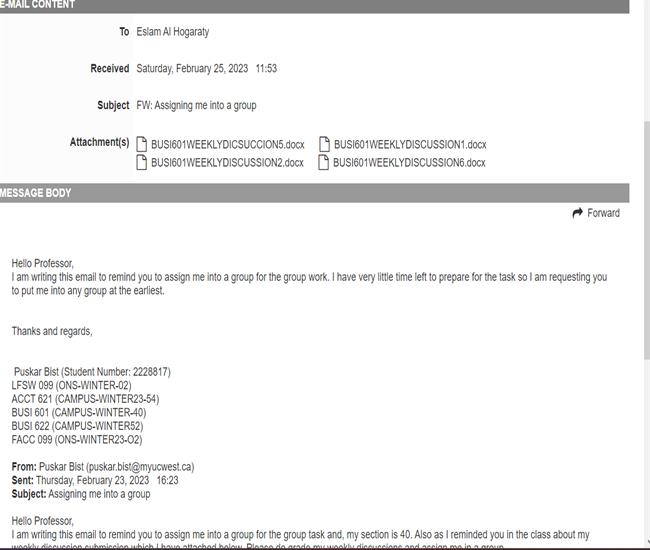 E-MAIL CONTENT
To Eslam Al Hogaraty
Received Saturday, February 25, 2023 11:53
Subject FW: Assigning me into a group
Attachment(s) BUSI601WEEKLYDICSUCCION5.docx BUSI601WEEKLYDISCUSSION1.docx
BUSI601WEEKLYDISCUSSION2.docx BUSI601WEEKLYDISCUSSION6.docx
MESSAGE BODY
Forward
Hello Professor,
I am writing this email to remind you to assign me into a group for the group work. I have very little time left to prepare for the task so I am requesting you
to put me into any group at the earliest.
Thanks and regards,
Puskar Bist (Student Number: 2228817)
LFSW 099 (ONS-WINTER-02)
ACCT 621 (CAMPUS-WINTER23-54)
BUSI 601 (CAMPUS-WINTER-40)
BUSI 622 (CAMPUS-WINTER52)
FACC 099 (ONS-WINTER23-O2)
From: Puskar Bist (puskar.bist@myucwest.ca)
Sent: Thursday, February 23, 2023 16:23
Subject: Assigning me into a group
Hello Professor,
I am writing this email to remind you to assign me into a group for the group task and, my section is 40. Also as I reminded you in the class about my
weekly discussion submission which I have attached below. Please do grade my weekly discussions and assign me in a group